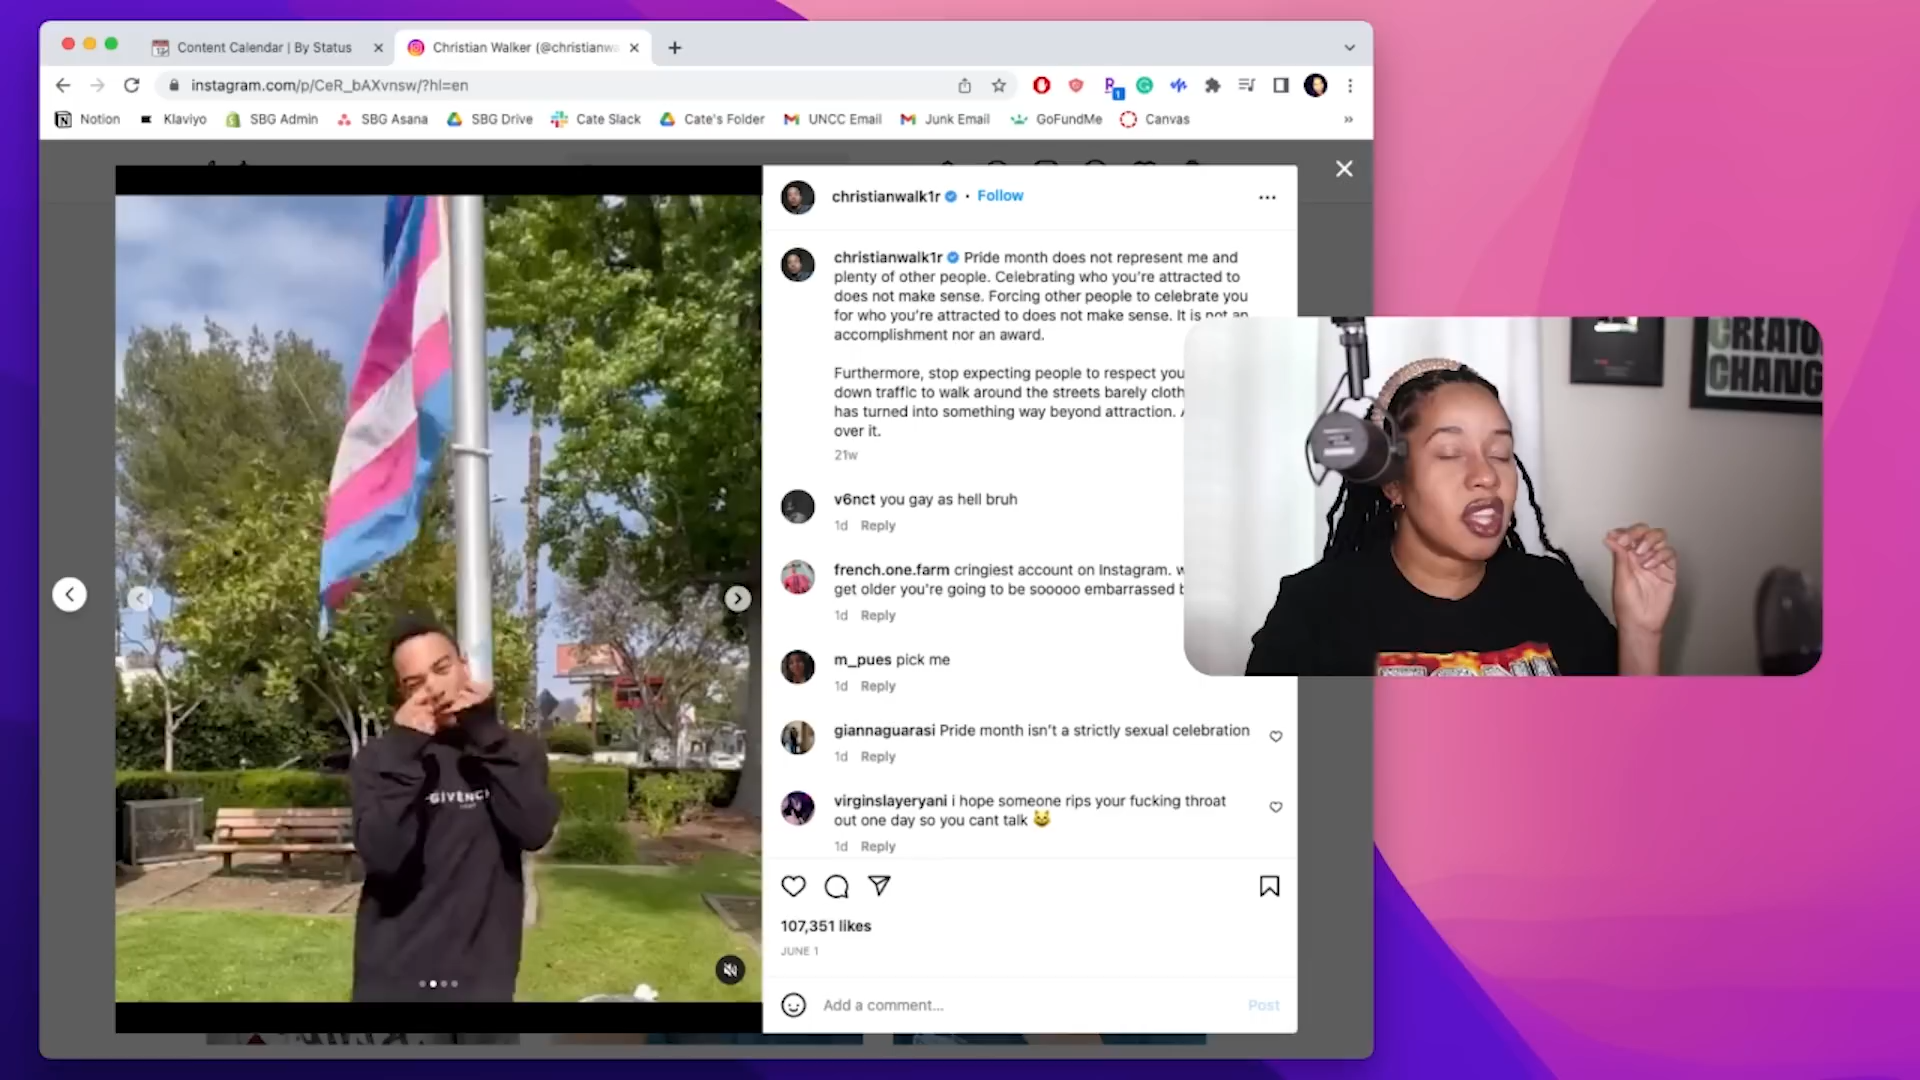 Content Calendar | By Status
Christian Walker (@christianwa
instagram.com/p/CeR_bAXvnsw/?hl=en
Notion
Klaviyo
SBG Admin
SBG Asana
SBG Drive
Cate Slack
Cate's Folder
UNCC Email
Junk Email
GoFundMe
Canvas
christianwalk1r • Follow
christianwalk1r Pride month does not represent me and
plenty of other people. Celebrating who you're attracted to
does not make sense. Forcing other people to celebrate you
for who you're attracted to does not make sense. It is not an
accomplishment nor an award.
Furthermore, stop expecting people to respect you
down traffic to walk around the streets barely cloth
has turned into something way beyond attraction.
over it.
21w
v6nct you gay as hell bruh
1d Reply
french.one.farm cringiest account on Instagram.
get older you're going to be sooooo embarrassed
1d Reply
m_pues pick me
1d Reply
giannaguarasi Pride month isn't a strictly sexual celebration
1d Reply
virginslayeryani i hope someone rips your fucking throat
out one day so you cant talk 😼
1d Reply
107,351 likes
JUNE 1
Add a comment...
Post
GIVENCH
CREATO
CHANG